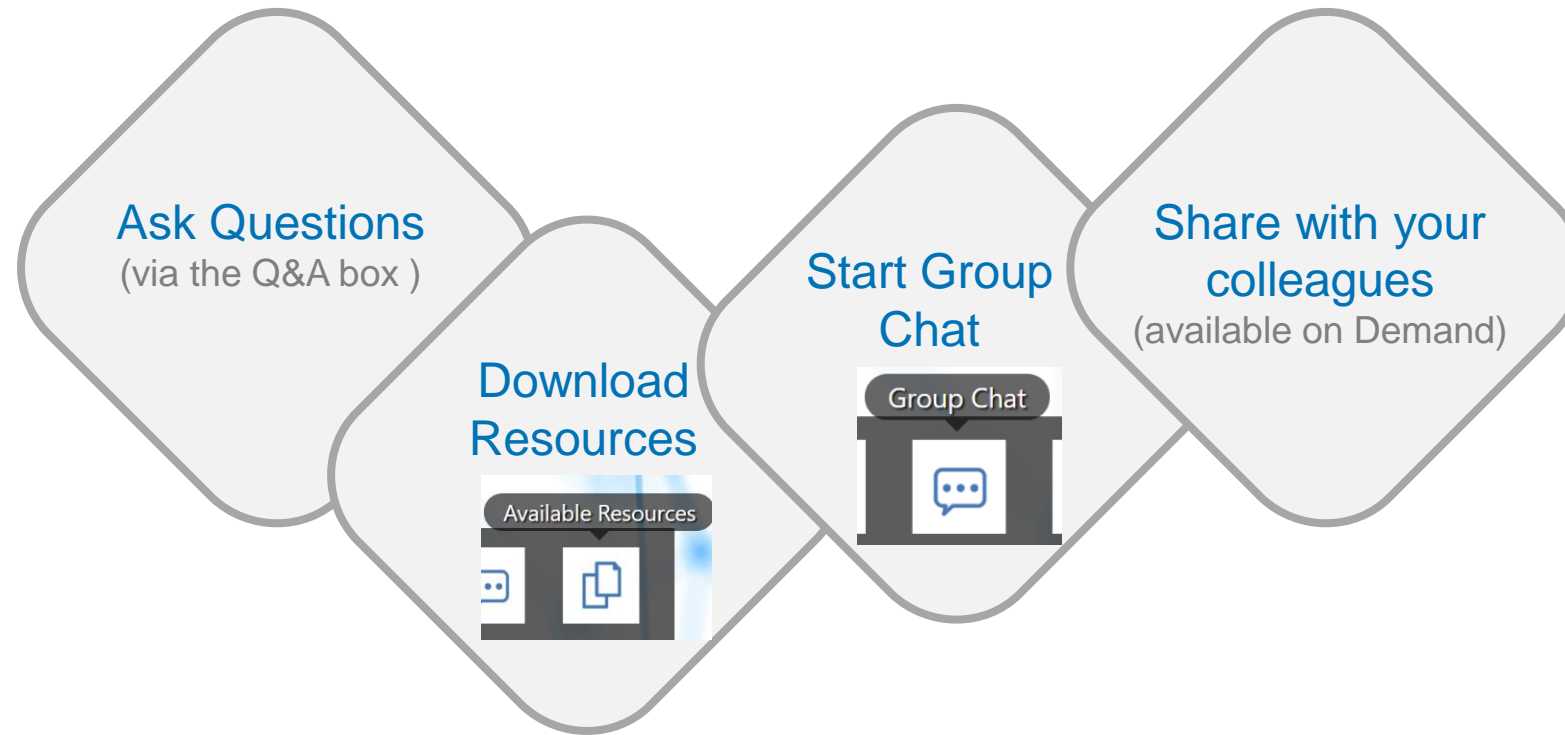 Ask Questions
(via the Q&A box )
Download
Resources
Available Resources
Start Group
Chat
Group Chat
Share with your
colleagues
(available on Demand)